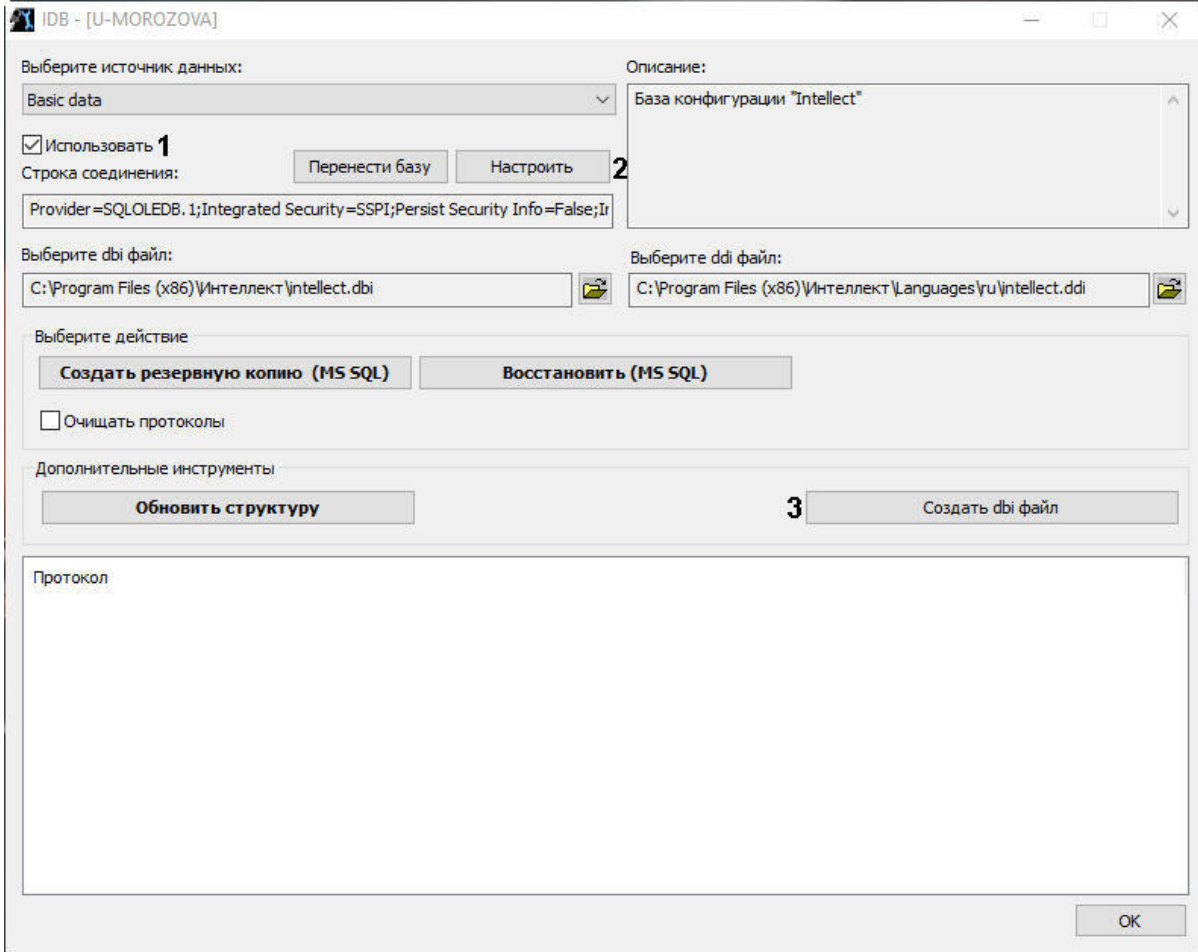 IDB - [U-MOROZOVA]
Выберите источник данных:
Описание:
Basic data
База конфигурации "Intellect"
Использовать 1
Строка соединения:
Перенести базу
Настроить
2
Provider=SQLOLEDB.1;Integrated Security=SSPI;Persist Security Info=False;
Выберите dbi файл:
Выберите ddi файл:
C:\Program Files (x86)\Интеллект\intellect.dbi
C:\Program Files (x86)\Интеллект\Languages\ru\intellect.ddi
Выберите действие
Создать резервную копию (MS SQL)
Восстановить (MS SQL)
Очищать протоколы
Дополнительные инструменты
Обновить структуру
3
Создать dbi файл
Протокол
OK